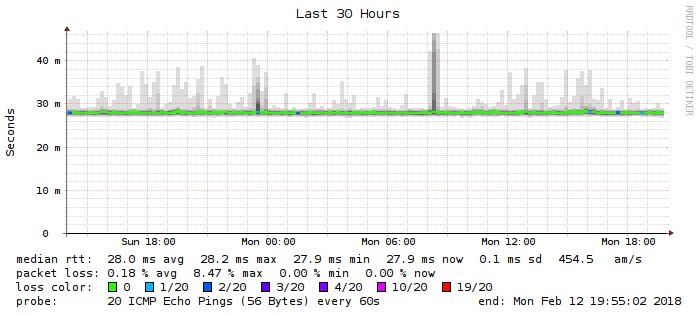 Last 30 Hours
RRDTOOL / TOBI OETIKER
Seconds
40 m
30 m
20 m
10 m
0
Sun 18:00 Mon 00:00 Mon 06:00 Mon 12:00 Mon 18:00
median rtt: 28.0 ms avg 28.2 ms max 27.9 ms min 27.9 ms now 0.1 ms sd 454.5 am/s
packet loss: 0.18 % avg 8.47 % max 0.00 % min 0.00 % now
loss color: 0 1/20 2/20 3/20 4/20 10/20 19/20
probe: 20 ICMP Echo Pings (56 Bytes) every 60s end: Mon Feb 12 19:55:02 2018